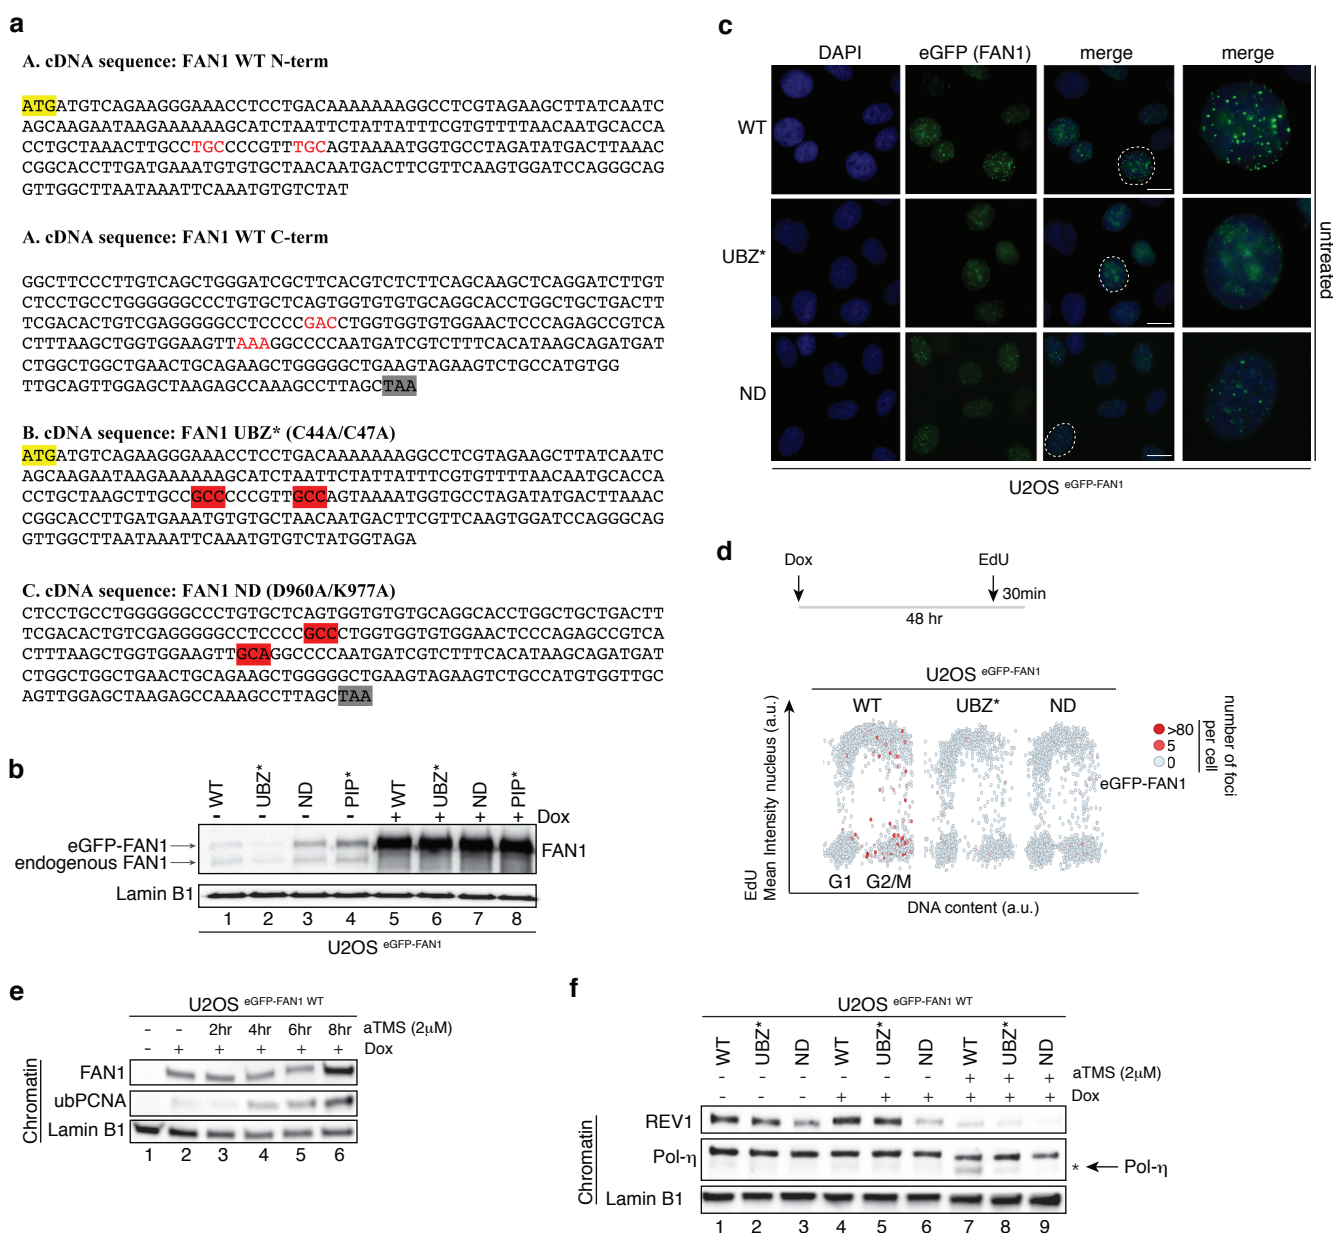 a
A. cDNA sequence: FAN1 WT N-term
ATGATGTCAGAAGGGAAACCTCCTGACAAAAAAAGGCCTCGTAGAAGCTTATCAATC
AGCAAGAATAAGAAAAAAGCATCTAATTCTATTATTTCGTGTTTTAACAATGCACCA
CCTGCTAAACTTGCCTGCCCCGTTTGCAGTAAAATGGTGCCTAGATATGACTTAAAC
CGGCACCTTGATGAAATGTGTGCTAACAATGACTTCGTTCAAGTGGATCCAGGGCAG
GTTGGCTTAATAAATTCAAATGTGTCTAT
A. cDNA sequence: FAN1 WT C-term
GGCTTCCCTTGTCAGCTGGGATCGCTTCACGTCTCTTCAGCAAGCTCAGGATCTTGT
CTCCTGCCTGGGGGGCCCTGTGCTCAGTGGTGTGTGCAGGCACCTGGCTGCTGACTT
TCGACACTGTCGAGGGGGCCTCCCCGACCTGGTGGTGTGGAACTCCCAGAGCCGTCA
CTTTAAGCTGGTGGAAGTTAAAGGCCCCAATGATCGTCTTTCACATAAGCAGATGAT
CTGGCTGGCTGAACTGCAGAAGCTGGGGGCTGAAGTAGAAGTCTGCCATGTGG
TTGCAGTTGGAGCTAAGAGCCAAAGCCTTAGCTAA
B. cDNA sequence: FAN1 UBZ* (C44A/C47A)
ATGATGTCAGAAGGGAAACCTCCTGACAAAAAAAGGCCTCGTAGAAGCTTATCAATC
AGCAAGAATAAGAAAAAAGCATCTAATTCTATTATTTCGTGTTTTAACAATGCACCA
CCTGCTAAGCTTGCCGCCCCCGTTGCCAGTAAAATGGTGCCTAGATATGACTTAAAC
CGGCACCTTGATGAAATGTGTGCTAACAATGACTTCGTTCAAGTGGATCCAGGGCAG
GTTGGCTTAATAAATTCAAATGTGTCTATGGTAGA
C. cDNA sequence: FAN1 ND (D960A/K977A)
CTCCTGCCTGGGGGGCCCTGTGCTCAGTGGTGTGTGCAGGCACCTGGCTGCTGACTT
TCGACACTGTCGAGGGGGCCTCCCCGCCCTGGTGGTGTGGAACTCCCAGAGCCGTCA
CTTTAAGCTGGTGGAAGTTGCAGGCCCCAATGATCGTCTTTCACATAAGCAGATGAT
CTGGCTGGCTGAACTGCAGAAGCTGGGGGCTGAAGTAGAAGTCTGCCATGTGGTTGC
AGTTGGAGCTAAGAGCCAAAGCCTTAGCTAA
b
WT UBZ* ND PIP* WT UBZ* ND PIP*
- - - - + + + + Dox
eGFP-FAN1
endogenous FAN1
FAN1
Lamin B1
1 2 3 4 5 6 7 8
U2OS eGFP-FAN1
c
DAPI eGFP (FAN1) merge merge
WT
UBZ*
ND
untreated
U2OS eGFP-FAN1
d
Dox EdU
30min
48 hr
U2OS eGFP-FAN1
WT UBZ* ND
>80
5
0
number of foci
per cell
eGFP-FAN1
EdU
Mean Intensity nucleus (a.u.)
G1 G2/M
DNA content (a.u.)
e
U2OS eGFP-FAN1 WT
- - 2hr 4hr 6hr 8hr aTMS (2µM)
- + + + + + Dox
Chromatin
FAN1
ubPCNA
Lamin B1
1 2 3 4 5 6
f
U2OS eGFP-FAN1 WT
WT UBZ* ND WT UBZ* ND WT UBZ* ND
- - - - - - + + + aTMS (2µM)
- - - + + + + + + Dox
Chromatin
REV1
Pol-η
* Pol-η
Lamin B1
1 2 3 4 5 6 7 8 9